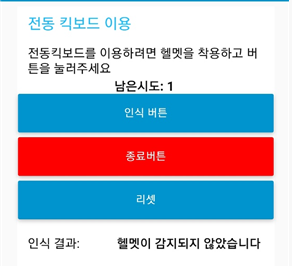 전동 킥보드 이용
전동킥보드를 이용하려면 헬멧을 착용하고 버
튼을 눌러주세요
남은시도: 1
인식 버튼
종료버튼
리셋
인식 결과: 헬멧이 감지되지 않았습니다